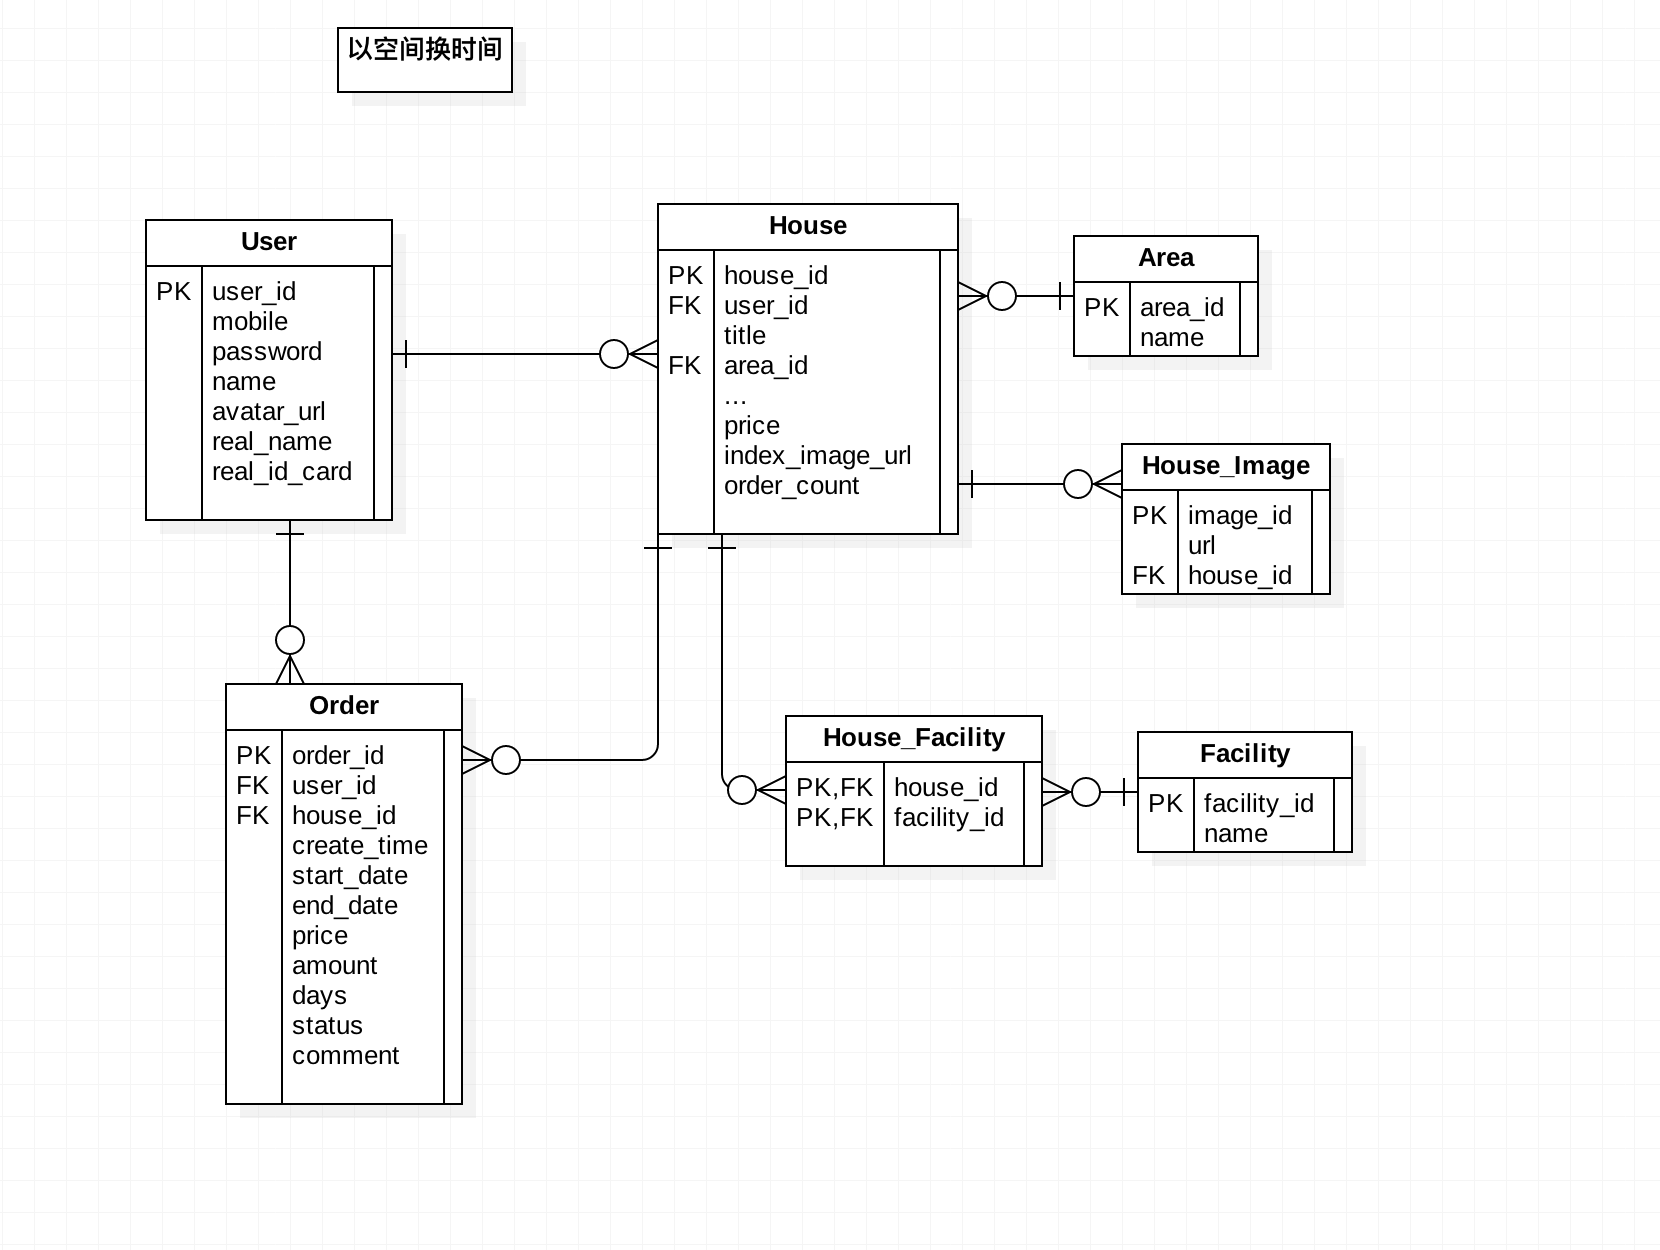 以空间换时间
User
PK user_id
mobile
password
name
avatar_url
real_name
real_id_card
House
PK house_id
FK user_id
title
FK area_id
...
price
index_image_url
order_count
Area
PK area_id
name
House_Image
PK image_id
url
FK house_id
Order
PK order_id
FK user_id
FK house_id
create_time
start_date
end_date
price
amount
days
status
comment
House_Facility
PK,FK house_id
PK,FK facility_id
Facility
PK facility_id
name